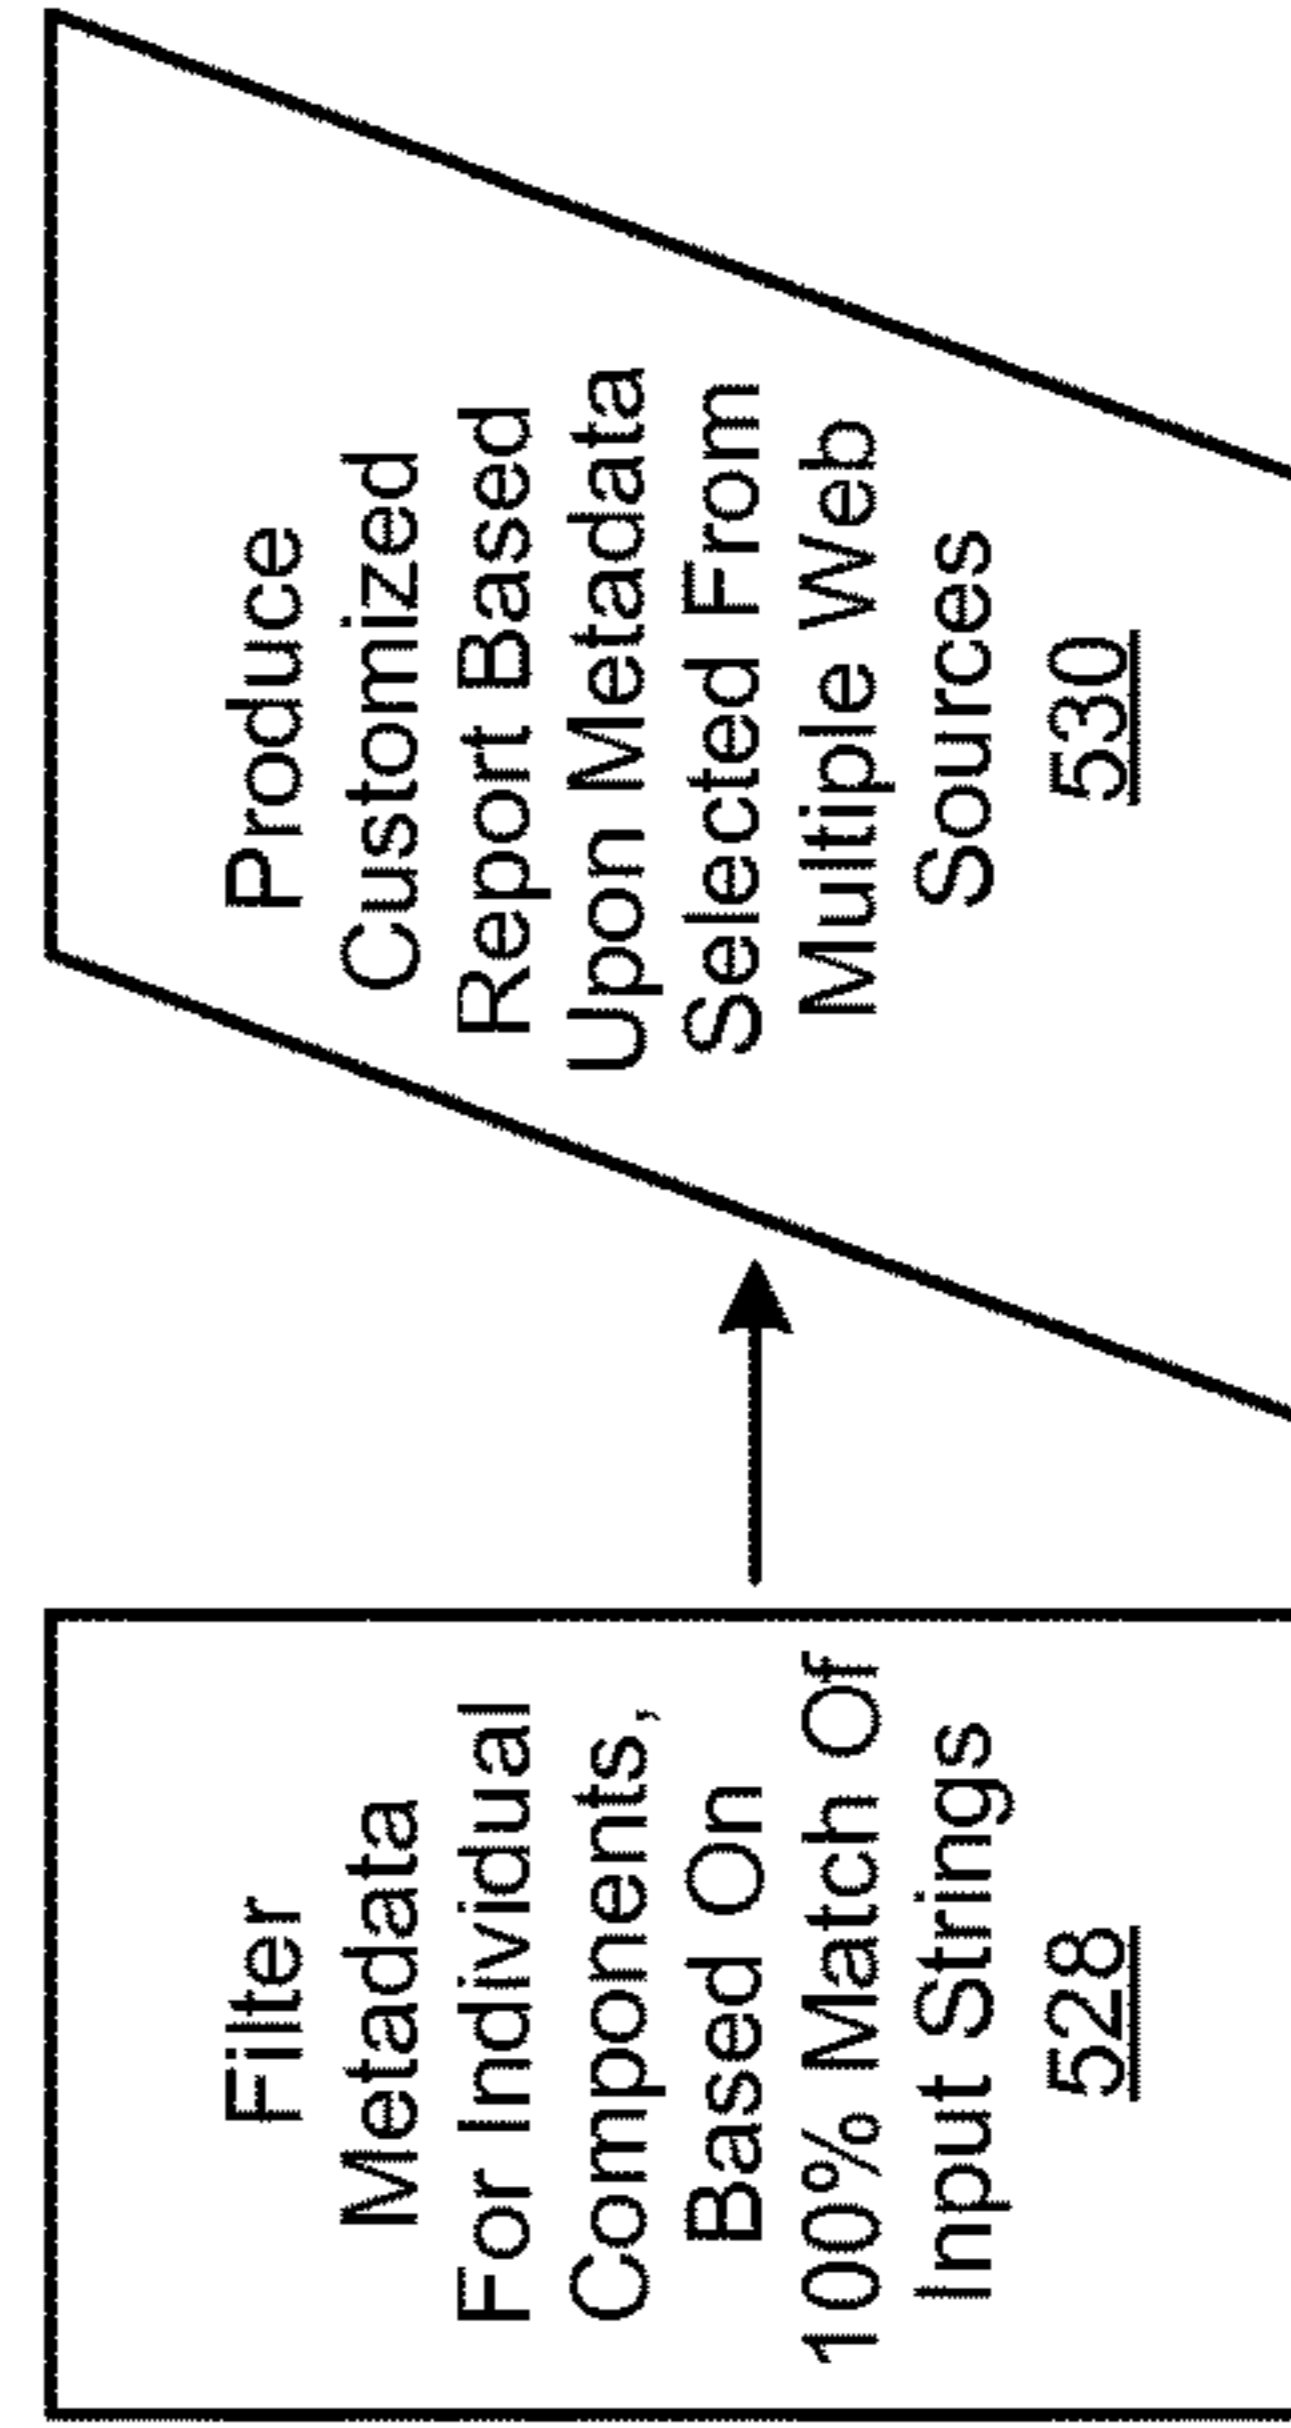 Filter
Metadata
For Individual
Components,
Based On
100% Match Of
Input Strings
528
Produce
Customized
Report Based
Upon Metadata
Selected From
Multiple Web
Sources
530